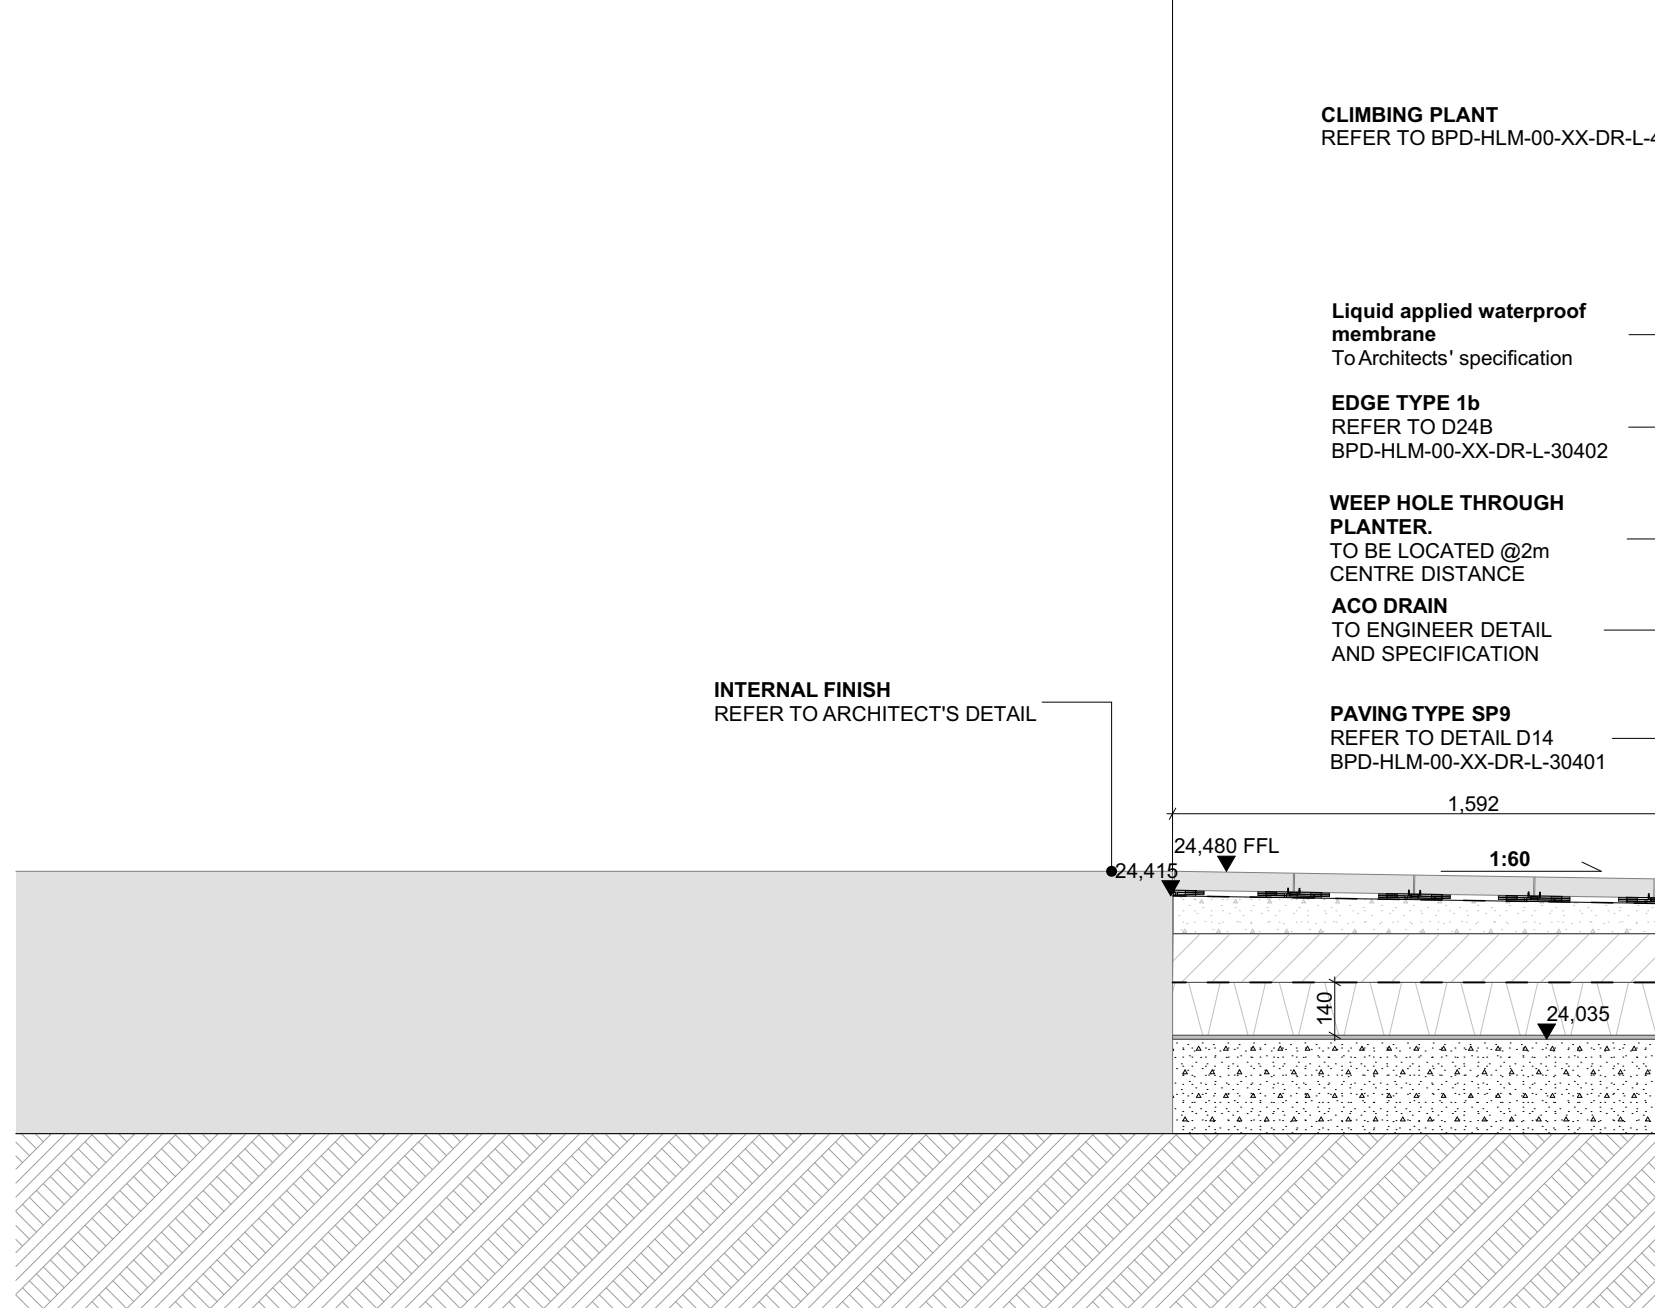 CLIMBING PLANT
REFER TO BPD-HLM-00-XX-DR-L-4
Liquid applied waterproof
membrane
To Architects' specification
EDGE TYPE 1b
REFER TO D24B
BPD-HLM-00-XX-DR-L-30402
WEEP HOLE THROUGH
PLANTER.
TO BE LOCATED @2m
CENTRE DISTANCE
ACO DRAIN
TO ENGINEER DETAIL
AND SPECIFICATION
INTERNAL FINISH
REFER TO ARCHITECT'S DETAIL
PAVING TYPE SP9
REFER TO DETAIL D14
BPD-HLM-00-XX-DR-L-30401
1,592
24,480 FFL
1:60
24,415
140
24,035